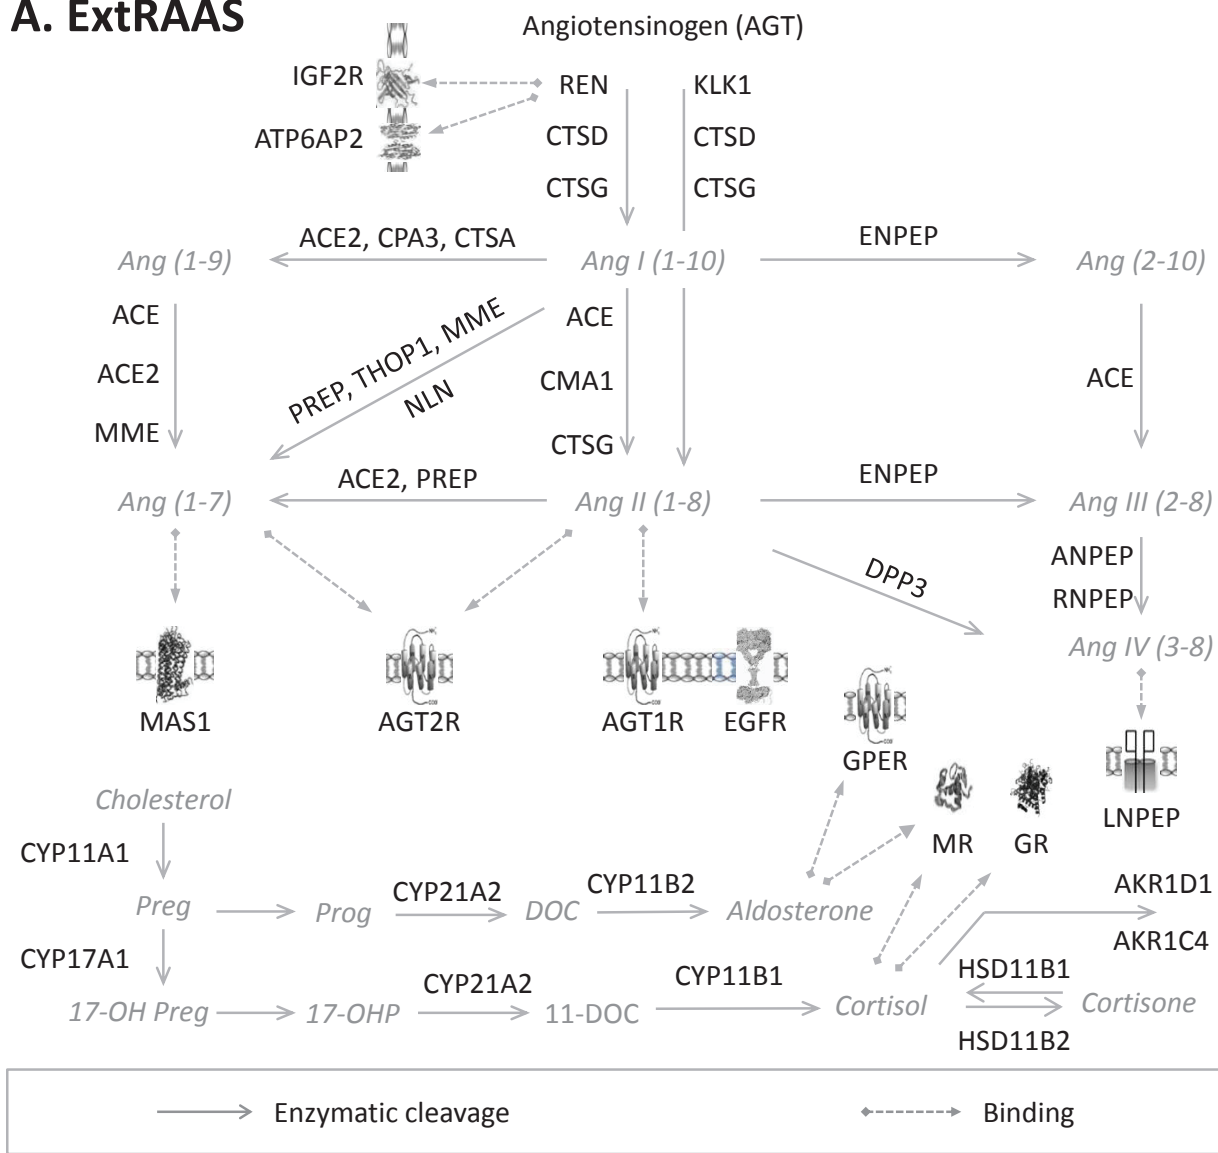 A. ExtRAAS
Angiotensinogen (AGT)
IGF2R
ATP6AP2
REN
KLK1
CTSD
CTSD
CTSG
CTSG
Ang (1-9)
ACE2, CPA3, CTSA
Ang I (1-10)
ENPEP
Ang (2-10)
ACE
ACE2
MME
PREP, THOP1, MME
NLN
ACE
CMA1
CTSG
ACE
Ang (1-7)
ACE2, PREP
Ang II (1-8)
ENPEP
Ang III (2-8)
DPP3
ANPEP
RNPEP
Ang IV (3-8)
MAS1
AGT2R
AGT1R
EGFR
GPER
MR
GR
LNPEP
Cholesterol
CYP11A1
Preg
Prog
CYP21A2
DOC
CYP11B2
Aldosterone
AKR1D1
AKR1C4
CYP17A1
17-OH Preg
17-OHP
CYP21A2
11-DOC
CYP11B1
Cortisol
HSD11B1
HSD11B2
Cortisone
Enzymatic cleavage
Binding